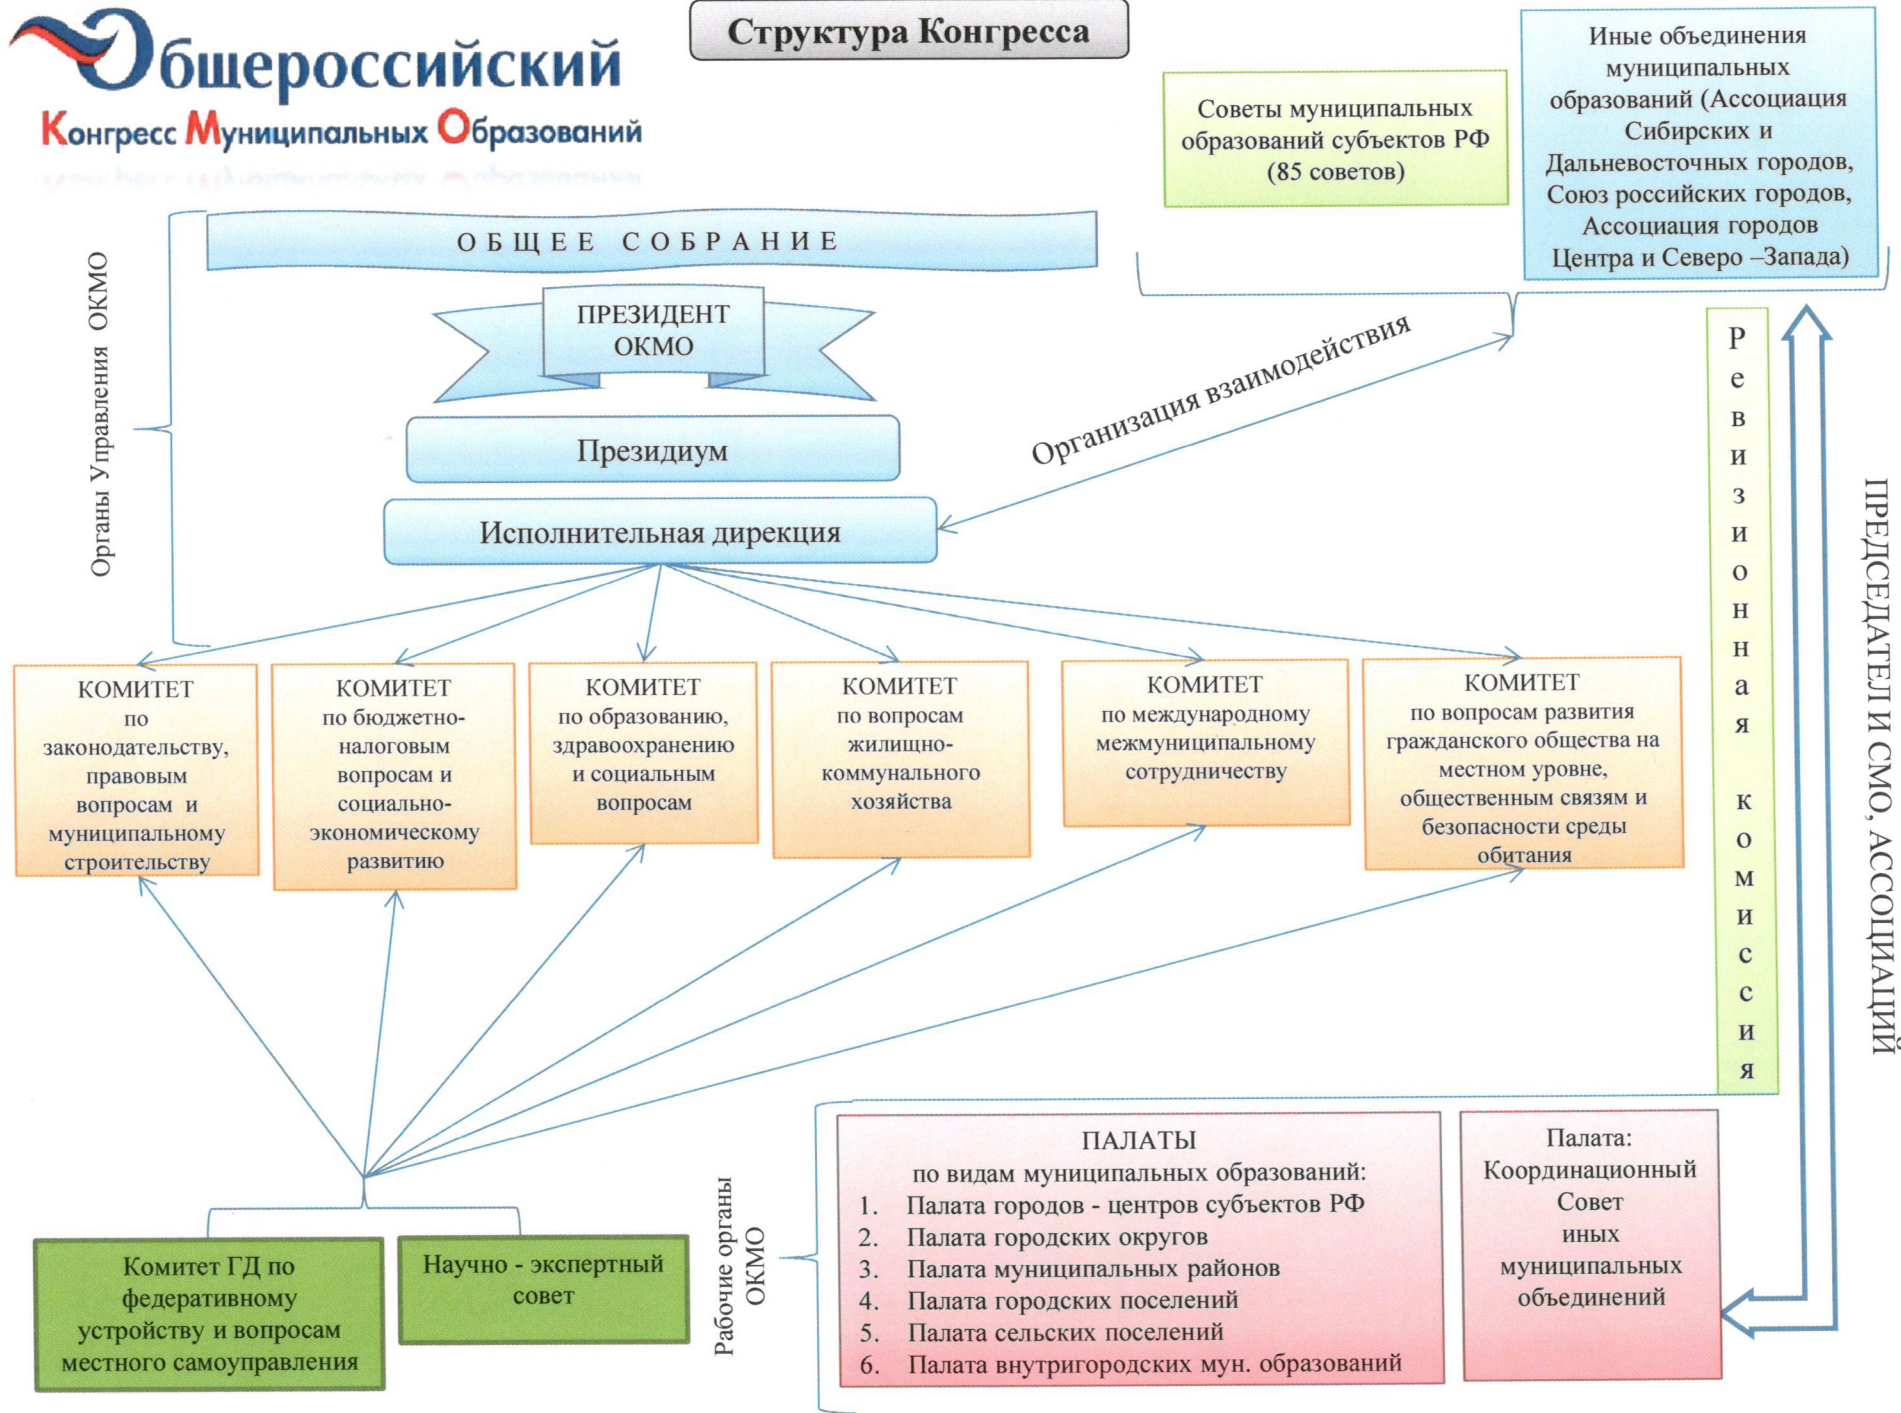 Общероссийский
Конгресс Муниципальных Образований
Структура Конгресса
Советы муниципальных
образований субъектов РФ
(85 советов)
Иные объединения
муниципальных
образований (Ассоциация
Сибирских и
Дальневосточных городов,
Союз российских городов,
Ассоциация городов
Центра и Северо –Запада)
Органы Управления ОКМО
ОБЩЕЕ СОБРАНИЕ
ПРЕЗИДЕНТ
ОКМО
Президиум
Исполнительная дирекция
Организация взаимодействия
Ревизионная комиссия
ПРЕДСЕДАТЕЛ И СМО, АССОЦИАЦИЙ
КОМИТЕТ
по
законодательству,
правовым
вопросам и
муниципальному
строительству
КОМИТЕТ
по бюджетно-
налоговым
вопросам и
социально-
экономическому
развитию
КОМИТЕТ
по образованию,
здравоохранению
и социальным
вопросам
КОМИТЕТ
по вопросам
жилищно-
коммунального
хозяйства
КОМИТЕТ
по международному
межмуниципальному
сотрудничеству
КОМИТЕТ
по вопросам развития
гражданского общества на
местном уровне,
общественным связям и
безопасности среды
обитания
Комитет ГД по
федеративному
устройству и вопросам
местного самоуправления
Научно - экспертный
совет
Рабочие органы
ОКМО
ПАЛАТЫ
по видам муниципальных образований:
1. Палата городов - центров субъектов РФ
2. Палата городских округов
3. Палата муниципальных районов
4. Палата городских поселений
5. Палата сельских поселений
6. Палата внутригородских мун. образований
Палата:
Координационный
Совет
иных
муниципальных
объединений